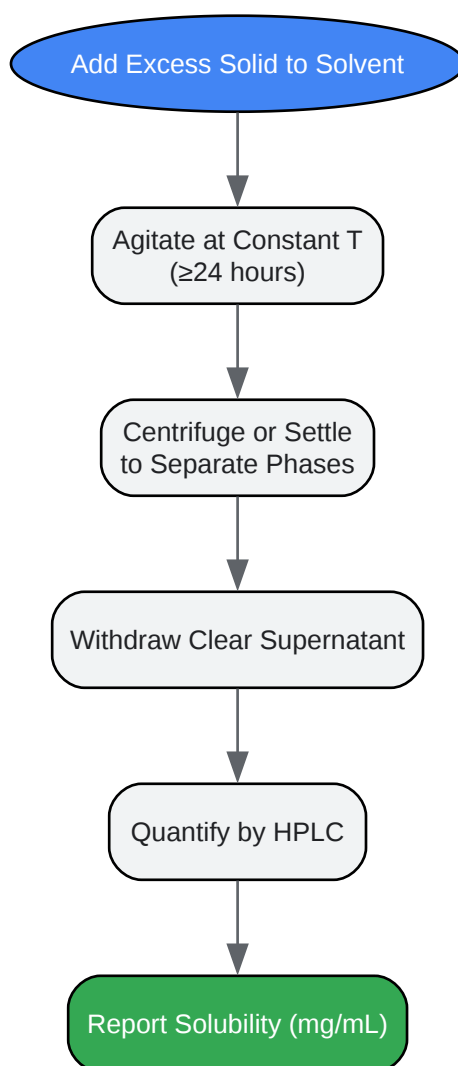 Add Excess Solid to Solvent
Agitate at Constant T
(≥24 hours)
Centrifuge or Settle
to Separate Phases
Withdraw Clear Supernatant
Quantify by HPLC
Report Solubility (mg/mL)